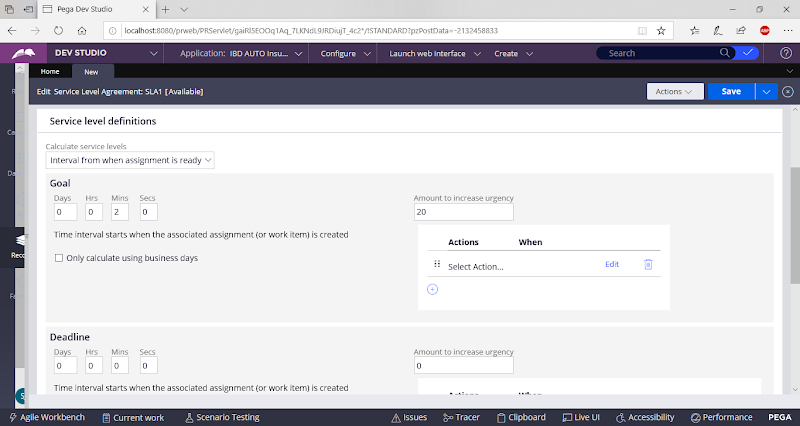 Pega Dev Studio
localhost:8080/prweb/PRServlet/gaiRl5EOOq1Aq_7LKNdL9JRDiujT_4c2*/!STANDARD?pzPostData=-2132458833
DEV STUDIO Application: IBD AUTO Insu... Configure Launch web interface Create Search
Home New
Edit Service Level Agreement: SLA1 [Available] Actions Save
Service level definitions
Calculate service levels
Interval from when assignment is ready
Goal
Days Hrs Mins Secs Amount to increase urgency
0 0 2 0 20
Time interval starts when the associated assignment (or work item) is created
Actions When
Only calculate using business days
Select Action... Edit
Reco
Deadline
Days Hrs Mins Secs Amount to increase urgency
0 0 0 0 0
Time interval starts when the associated assignment (or work item) is created
Agile Workbench Current work Scenario Testing Issues Tracer Clipboard Live UI Accessibility Performance PEGA